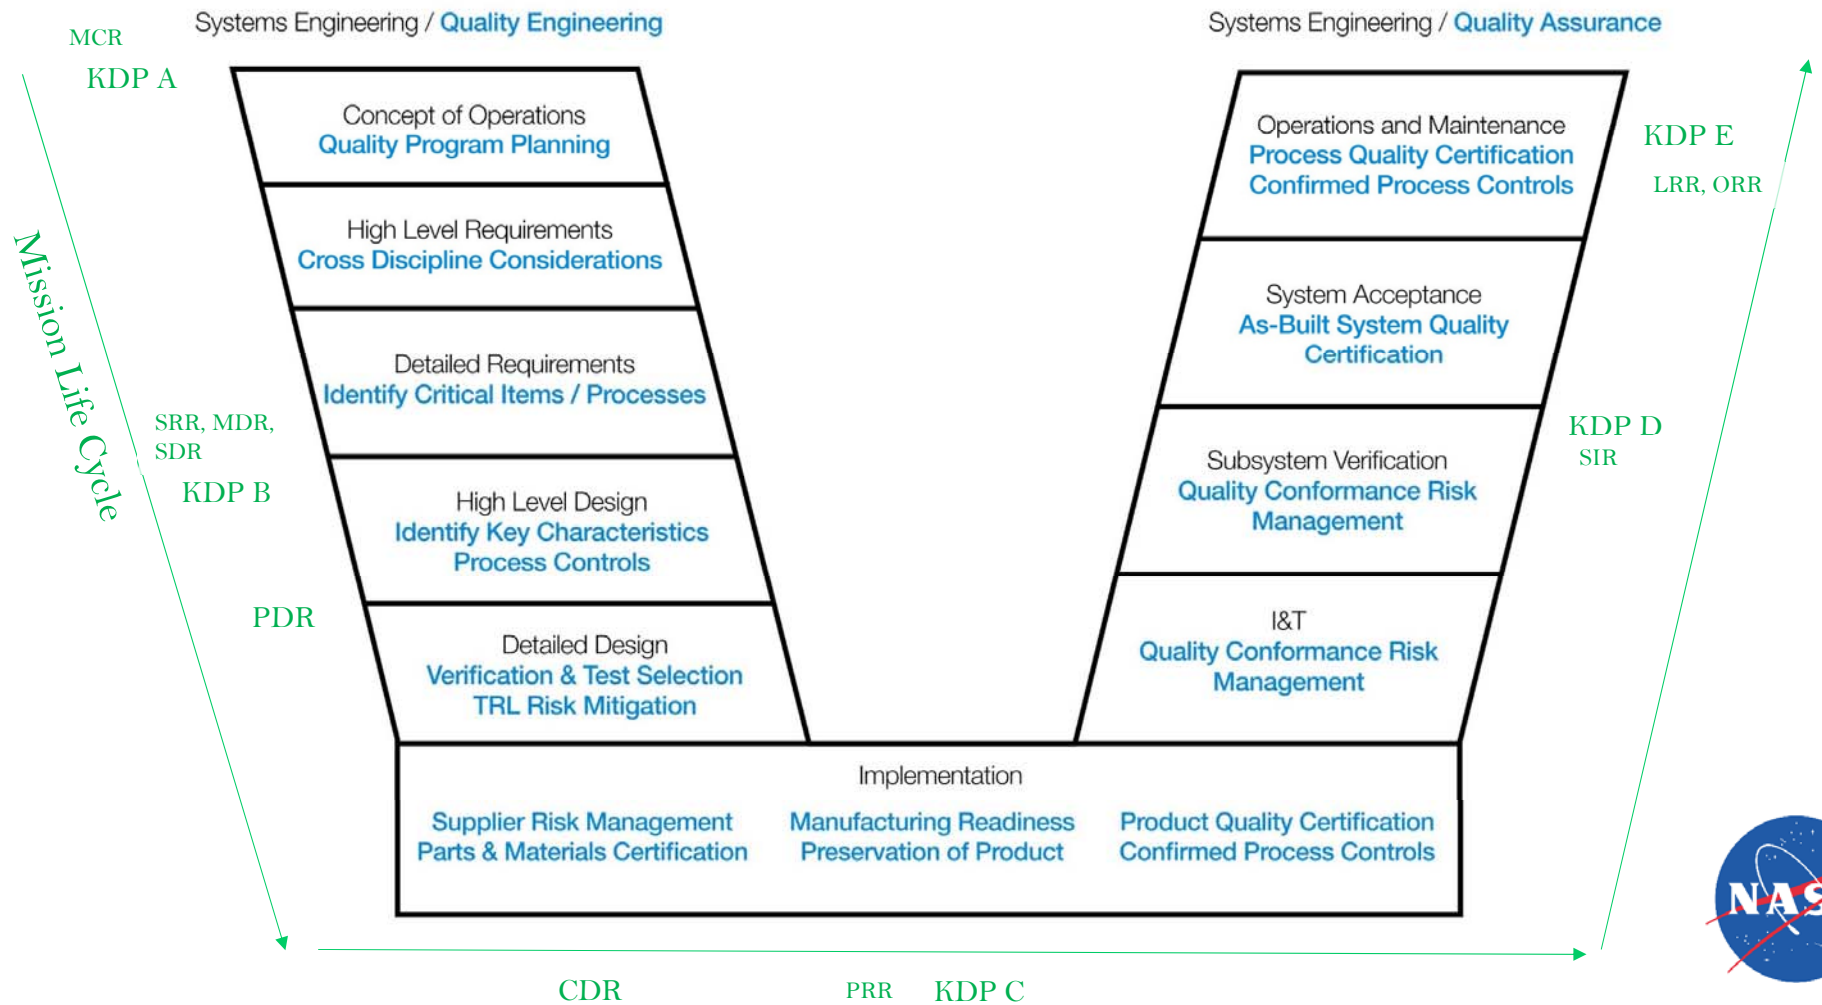 Systems Engineering / Quality Engineering
MCR
KDP A
Concept of Operations
Quality Program Planning
High Level Requirements
Cross Discipline Considerations
Mission Life Cycle
Detailed Requirements
Identify Critical Items / Processes
SRR, MDR,
SDR
KDP B
High Level Design
Identify Key Characteristics
Process Controls
PDR
Detailed Design
Verification & Test Selection
TRL Risk Mitigation
Implementation
Supplier Risk Management
Parts & Materials Certification
Manufacturing Readiness
Preservation of Product
Product Quality Certification
Confirmed Process Controls
CDR
PRR
KDP C
Systems Engineering / Quality Assurance
Operations and Maintenance
Process Quality Certification
Confirmed Process Controls
KDP E
LRR, ORR
System Acceptance
As-Built System Quality
Certification
KDP D
SIR
Subsystem Verification
Quality Conformance Risk
Management
I&T
Quality Conformance Risk
Management
NAS